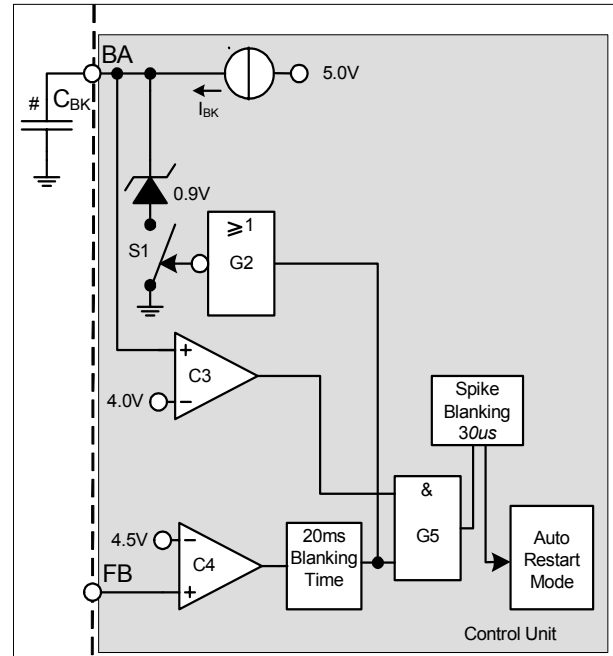 BA
5.0V
# C_BK
I_BK
0.9V
S1
≥1
G2
C3
4.0V
Spike
Blanking
30us
&
G5
4.5V
C4
20ms
Blanking
Time
Auto
Restart
Mode
FB
Control Unit